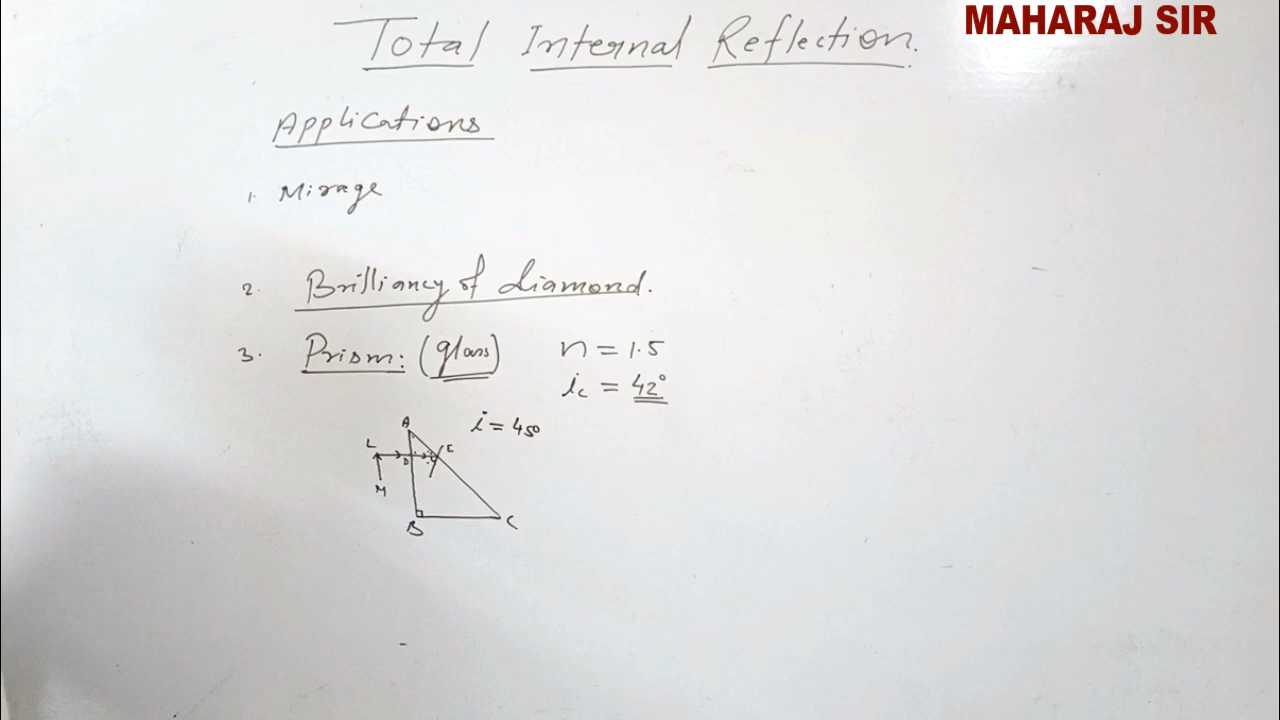 MAHARAJ SIR
Total Internal Reflection.
Applications
1. Mirage
2. Brilliancy of diamond.
3. Prism: (glass) n = 1.5
ic = 42°
i = 45°
A
L
E
D
M
B
C